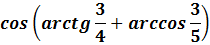 cos (arctg 3/4 + arccos 3/5)